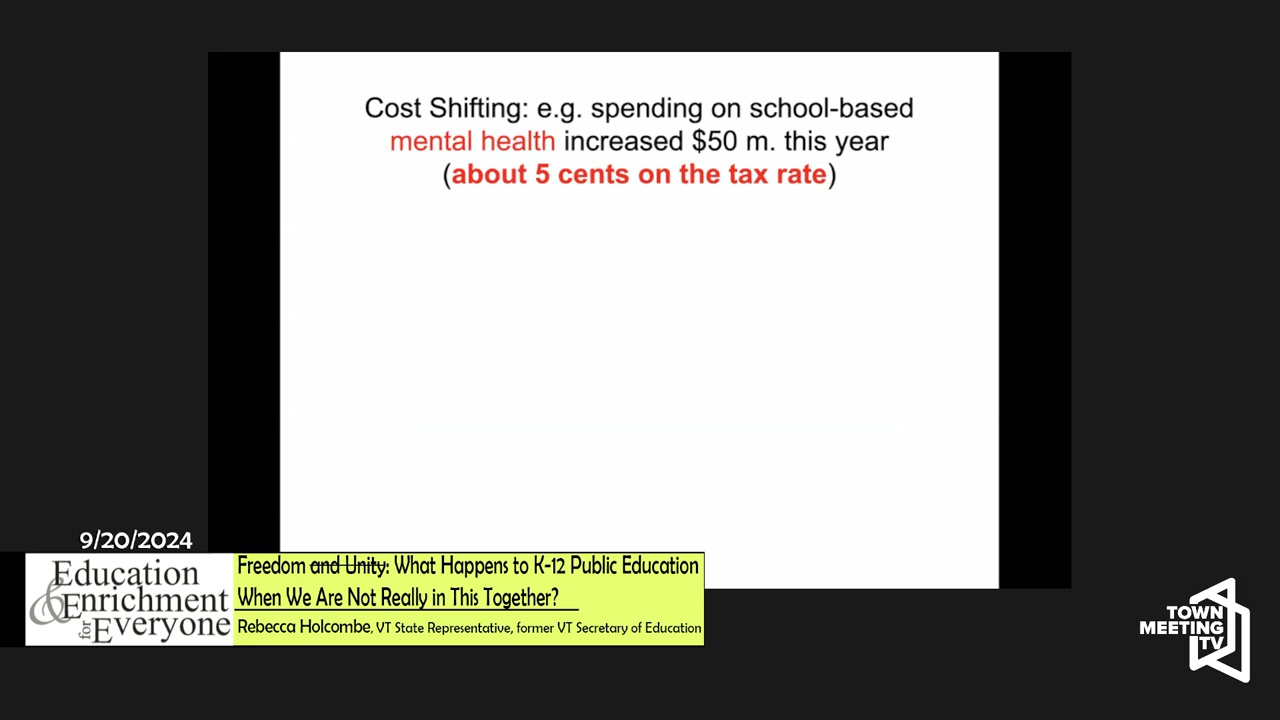 Cost Shifting: e.g. spending on school-based
mental health increased $50 m. this year
(about 5 cents on the tax rate)
9/20/2024
Education
& Enrichment
for Everyone
Freedom and Unity: What Happens to K-12 Public Education
When We Are Not Really in This Together?
Rebecca Holcombe, VT State Representative, former VT Secretary of Education
TOWN
MEETING
TV